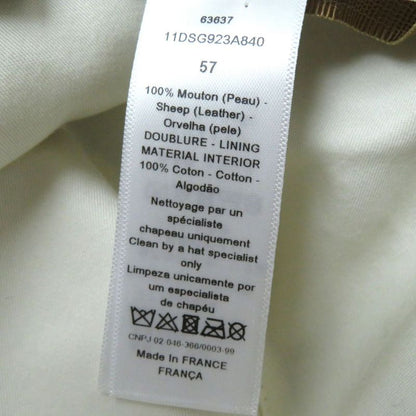 63637
11DSG923A840
57
100% Mouton (Peau) -
Sheep (Leather) -
Orvelha (pele)
DOUBLURE - LINING
MATERIAL INTERIOR
100% Coton - Cotton -
Algodão
Nettoyage par un
spécialiste
chapeau uniquement
Clean by a hat specialist
only
Limpeza unicamente por
um especialista
de chapéu
CNPJ 02-046-366/0003-99
Made In FRANCE
FRANÇA